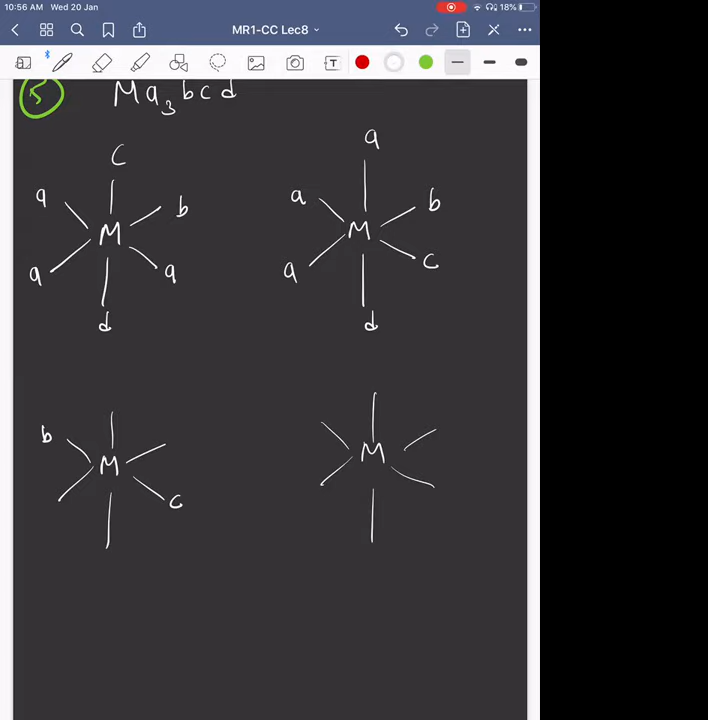 10:56 AM Wed 20 Jan
18%
MR1-CC Lec8
T
5 Ma3bcd
c
a b
M
a a
d
a
a b
M
a c
d
b
M
c
M